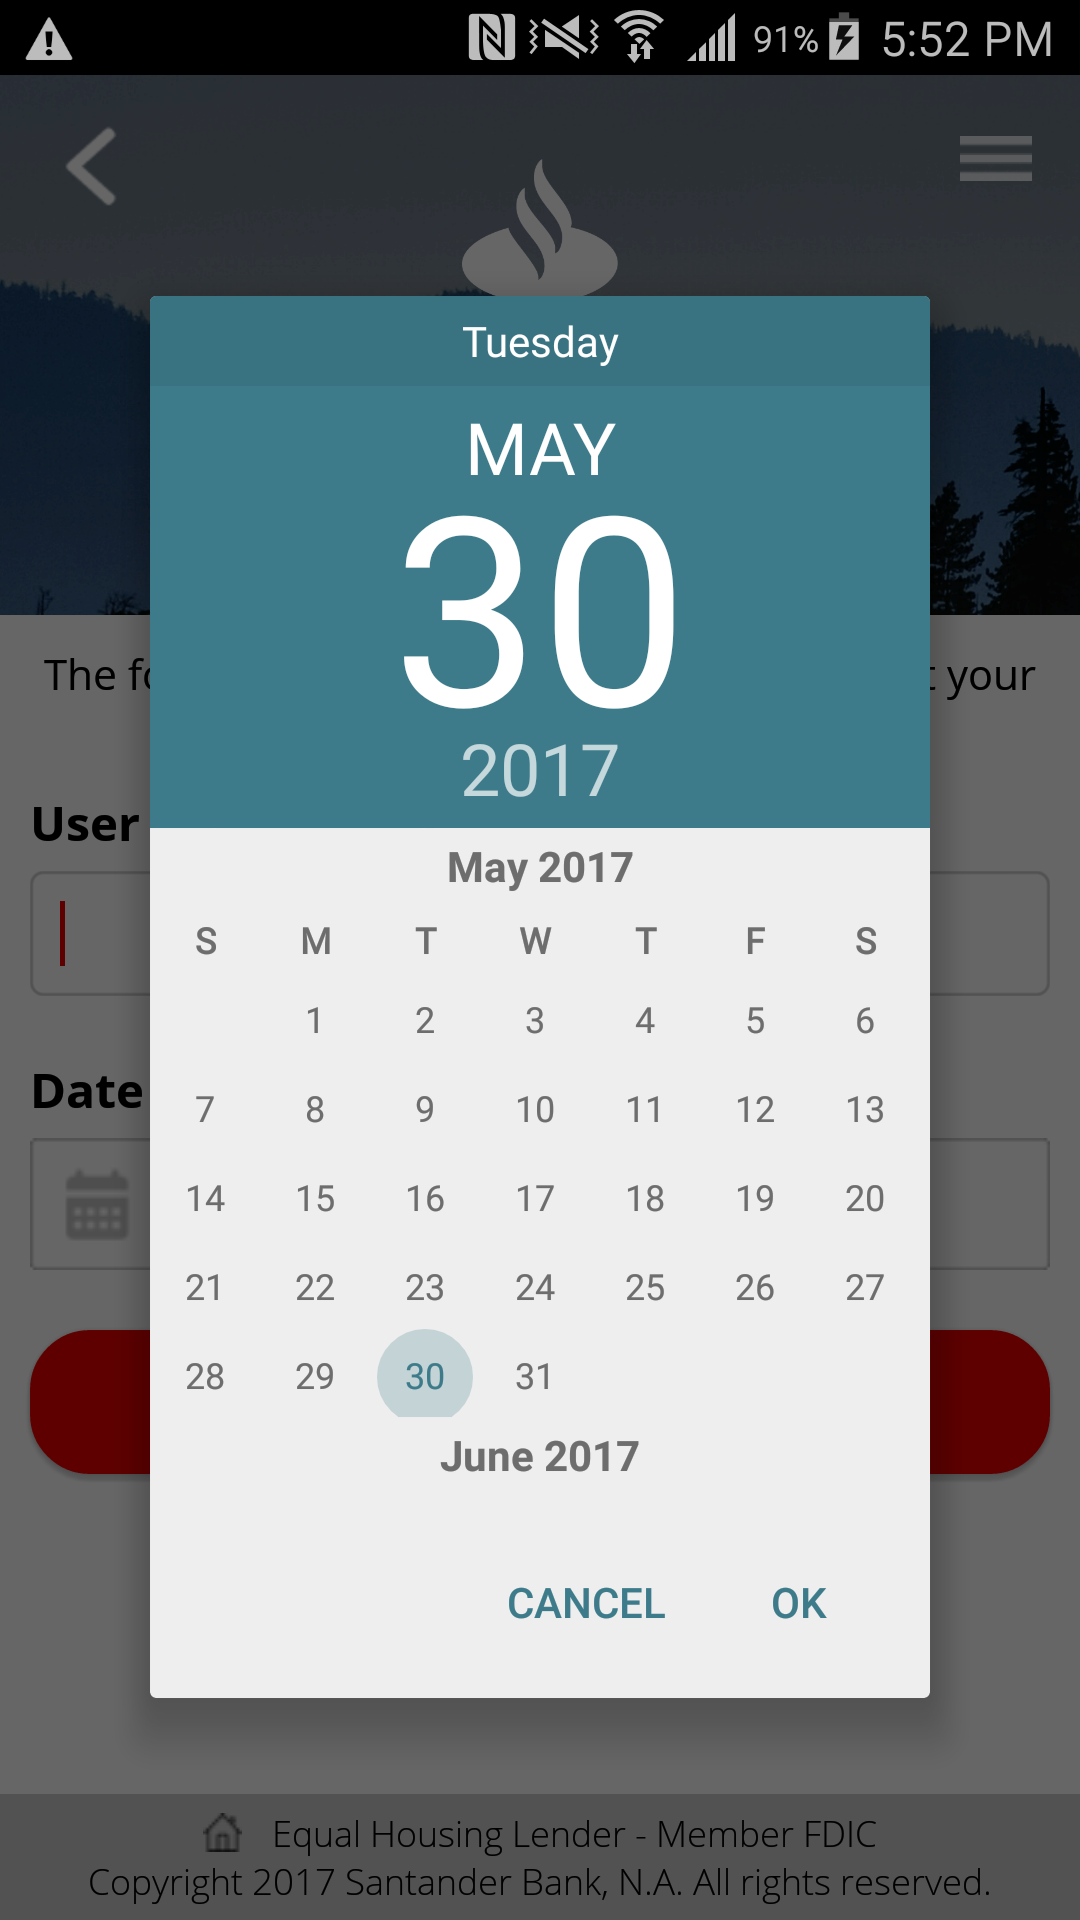 91% 5:52 PM
Tuesday
MAY
30
2017
The your
User
Date
May 2017
S M T W T F S
1 2 3 4 5 6
7 8 9 10 11 12 13
14 15 16 17 18 19 20
21 22 23 24 25 26 27
28 29 30 31
June 2017
CANCEL OK
Equal Housing Lender - Member FDIC
Copyright 2017 Santander Bank, N.A. All rights reserved.